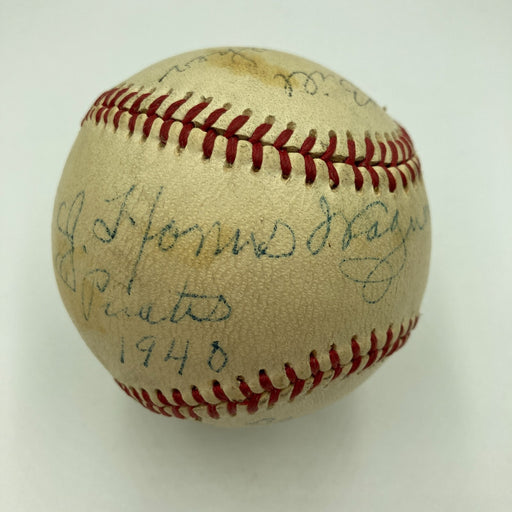 J. Honus Wagner
Pirates
1940